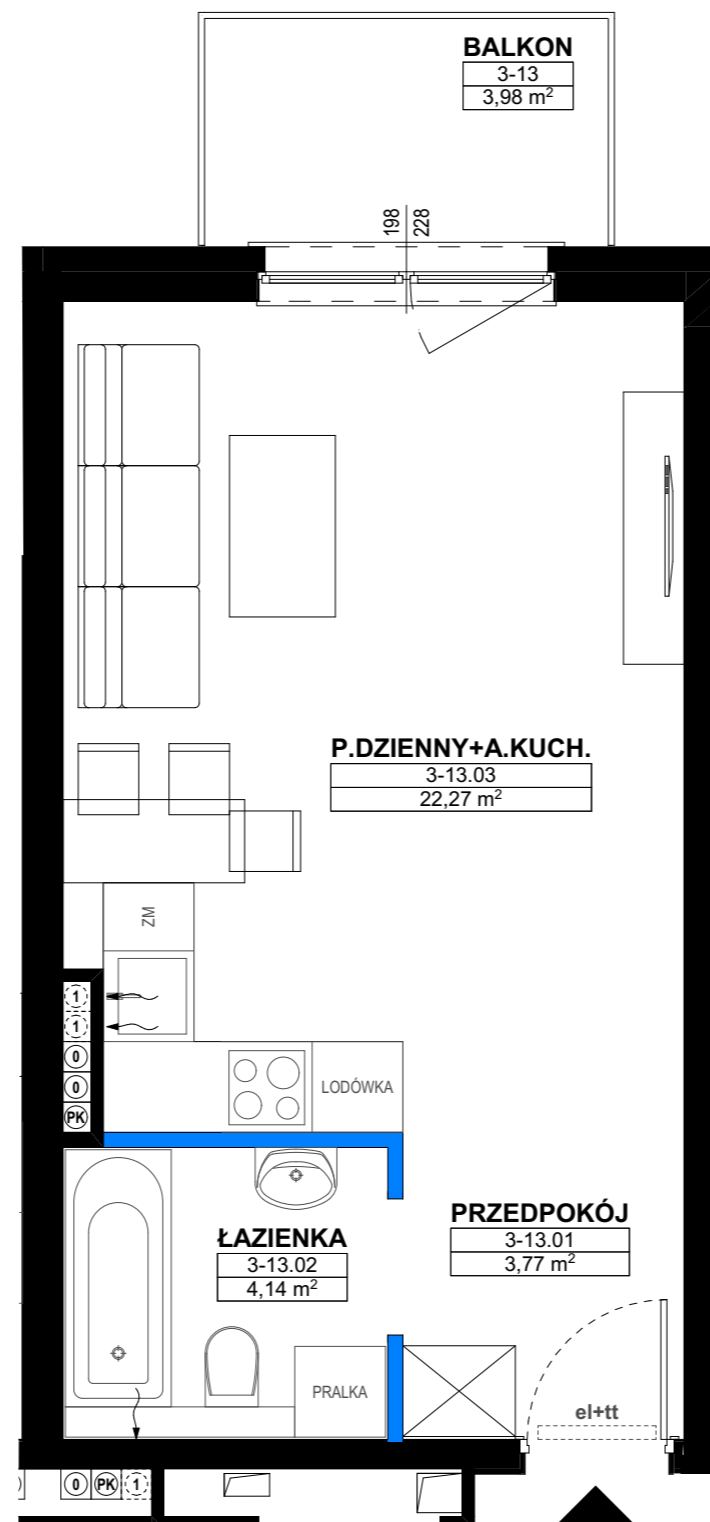 BALKON
3-13
3,98 m²
198
228
P.DZIENNY+A.KUCH.
3-13.03
22,27 m²
ZM
1
1
0
0
PK
LODÓWKA
ŁAZIENKA
3-13.02
4,14 m²
PRZEDPOKÓJ
3-13.01
3,77 m²
PRALKA
el+tt
0 PK 1